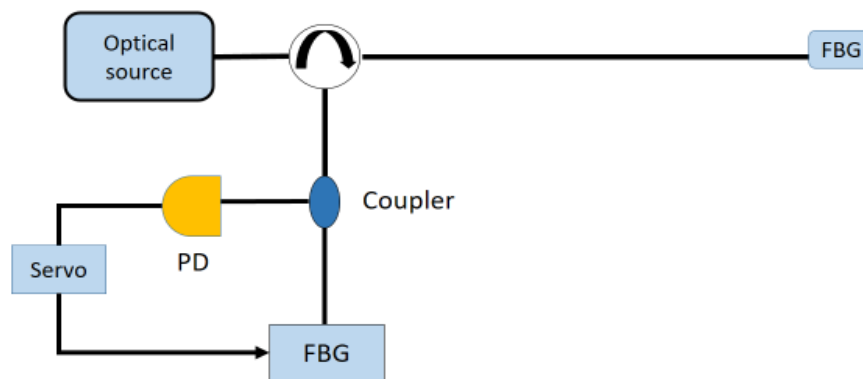 Optical
source
FBG
Coupler
PD
Servo
FBG